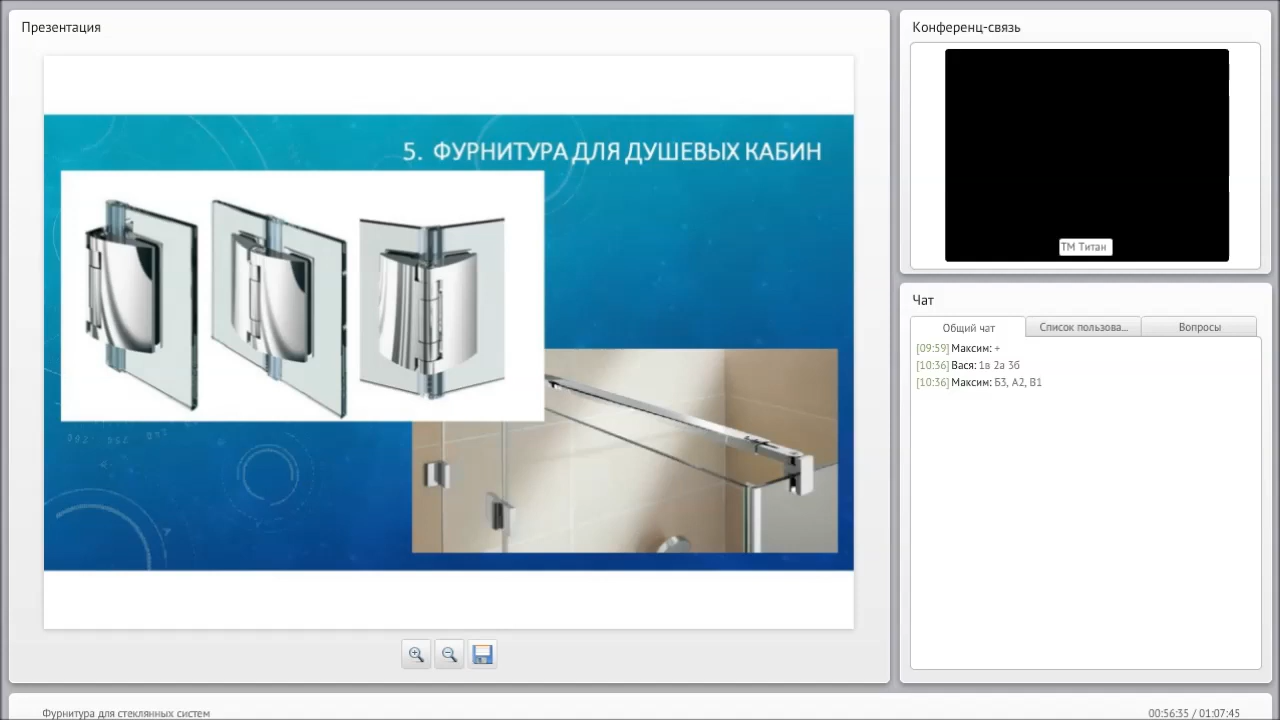 Презентация
5. ФУРНИТУРА ДЛЯ ДУШЕВЫХ КАБИН
Конференц-связь
ТМ Титан
Чат
Общий чат
Список пользова...
Вопросы
[09:59] Максим: +
[10:36] Вася: 1в 2а 3б
[10:36] Максим: Б3, А2, В1
Фурнитура для стеклянных систем
00:56:35 / 01:07:45